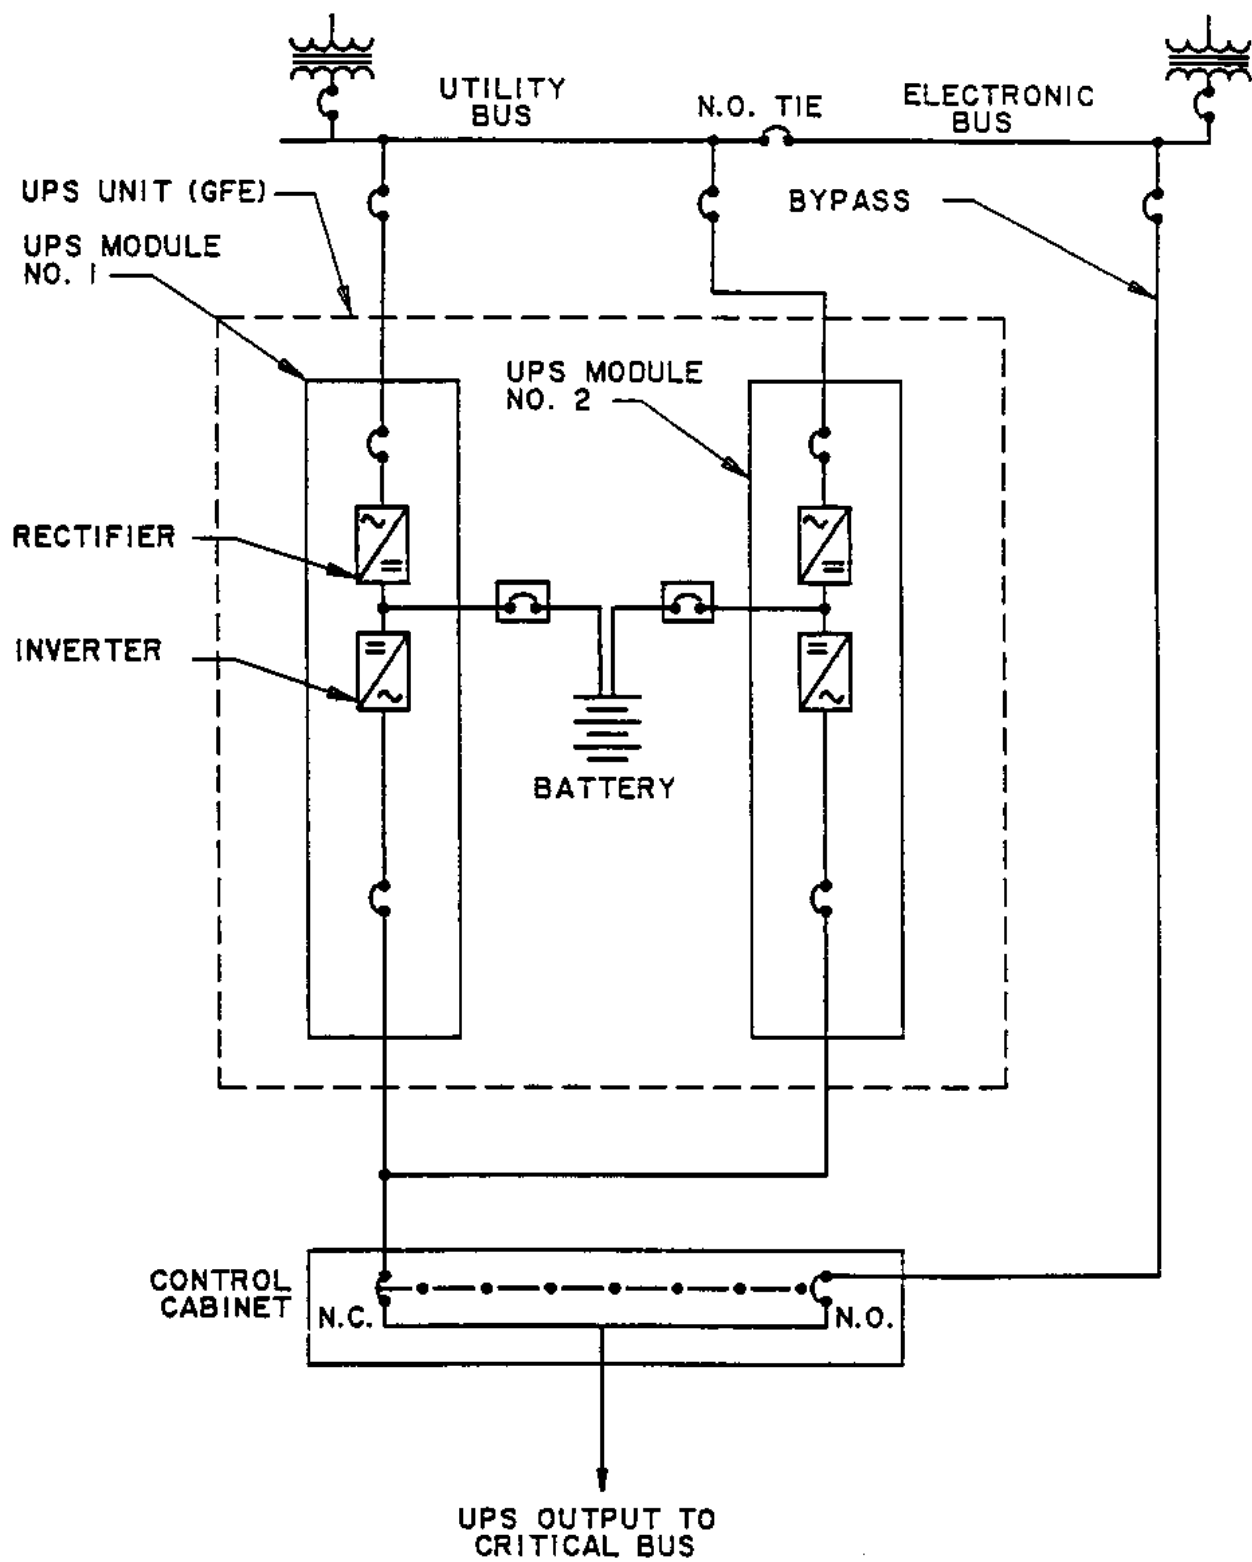 UTILITY
BUS
N.O. TIE
ELECTRONIC
BUS
UPS UNIT (GFE)
BYPASS
UPS MODULE
NO. 1
UPS MODULE
NO. 2
RECTIFIER
INVERTER
BATTERY
CONTROL
CABINET
N.C.
N.O.
UPS OUTPUT TO
CRITICAL BUS